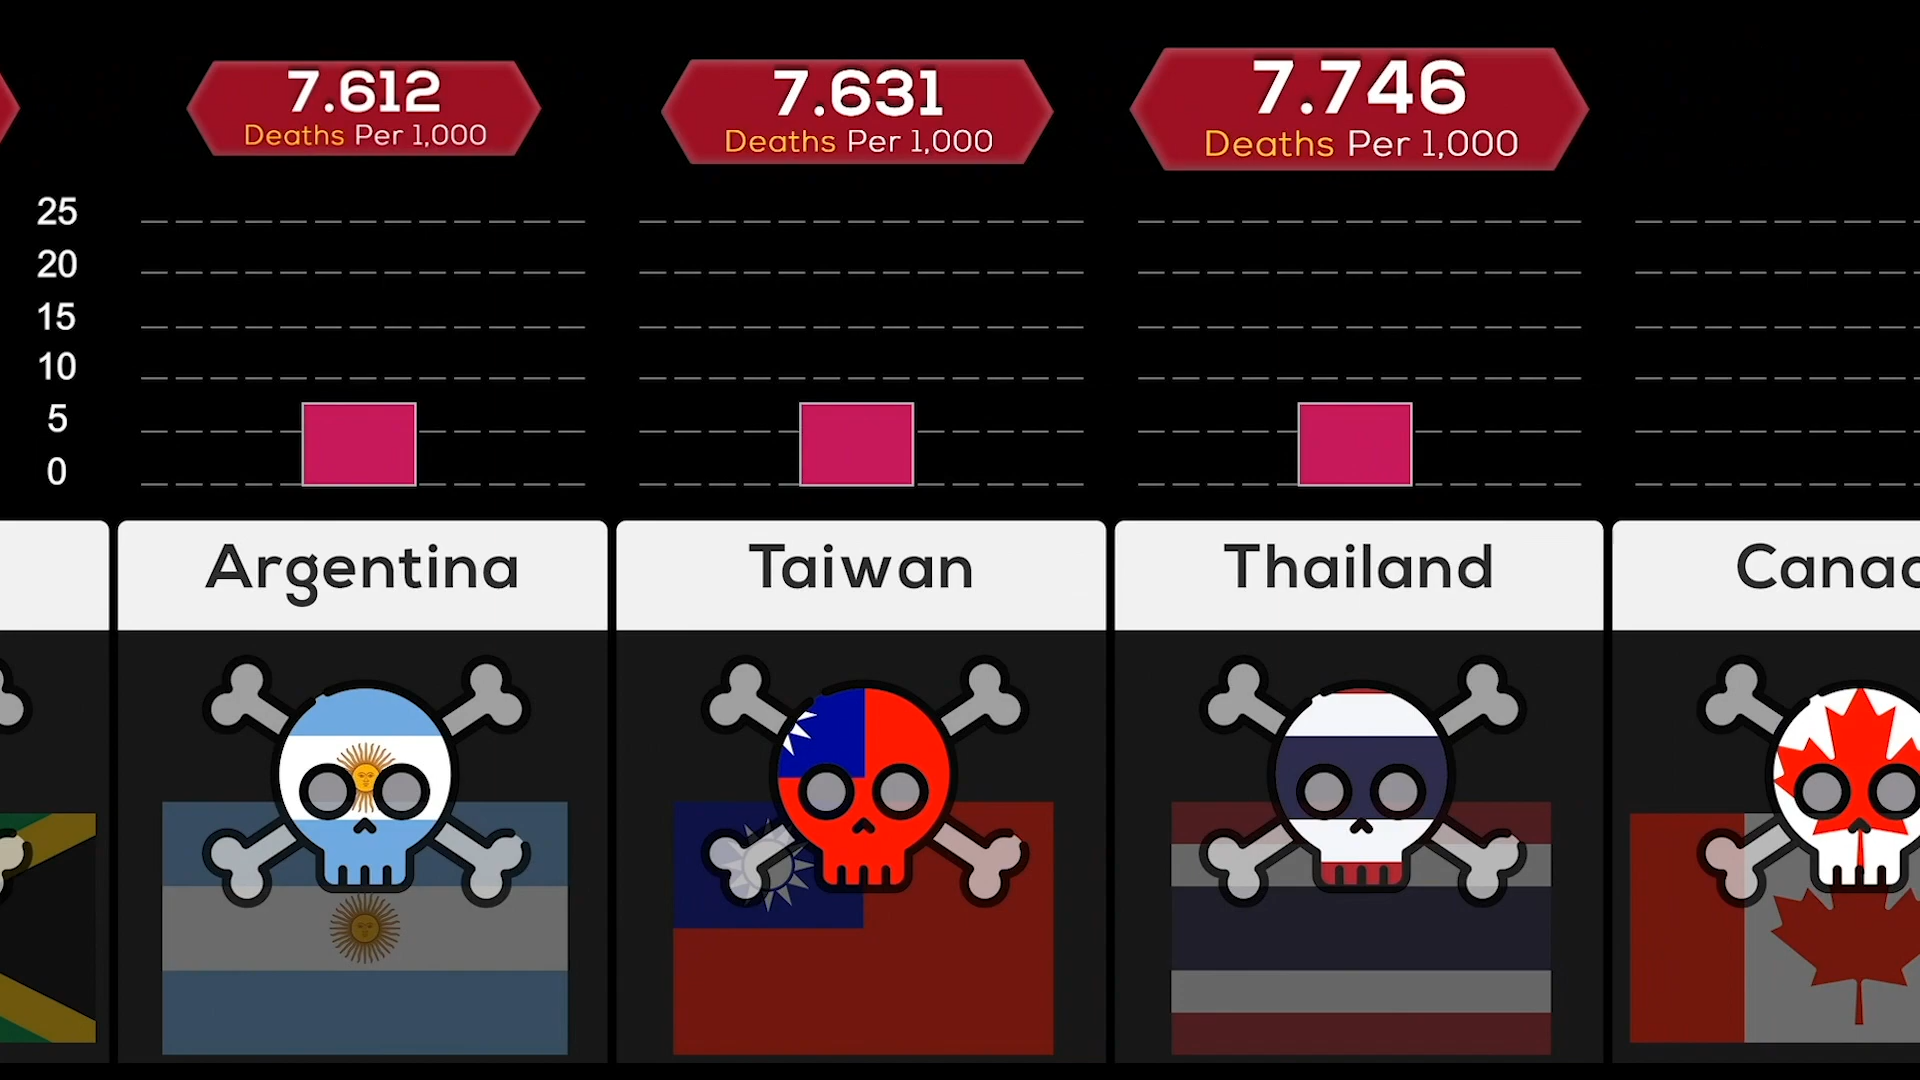 7.612
Deaths Per 1,000
7.631
Deaths Per 1,000
7.746
Deaths Per 1,000
25
20
15
10
5
0
Argentina
Taiwan
Thailand
Canad